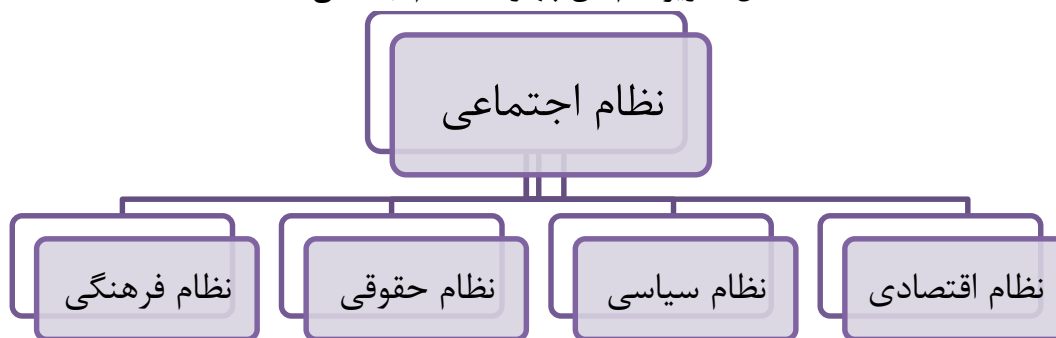 نظام اجتماعی
نظام اقتصادی
نظام سیاسی
نظام حقوقی
نظام فرهنگی